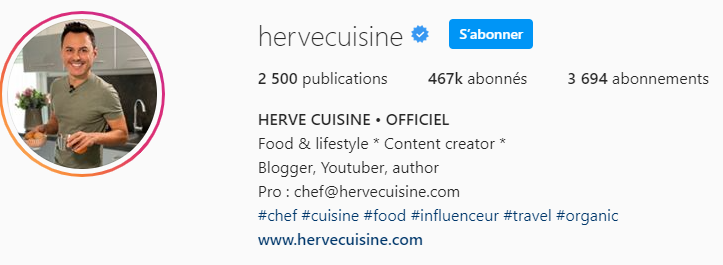 hervecuisine S'abonner
2 500 publications 467k abonnés 3 694 abonnements
HERVE CUISINE • OFFICIEL
Food & lifestyle * Content creator *
Blogger, Youtuber, author
Pro : chef@hervecuisine.com
#chef #cuisine #food #influenceur #travel #organic
www.hervecuisine.com